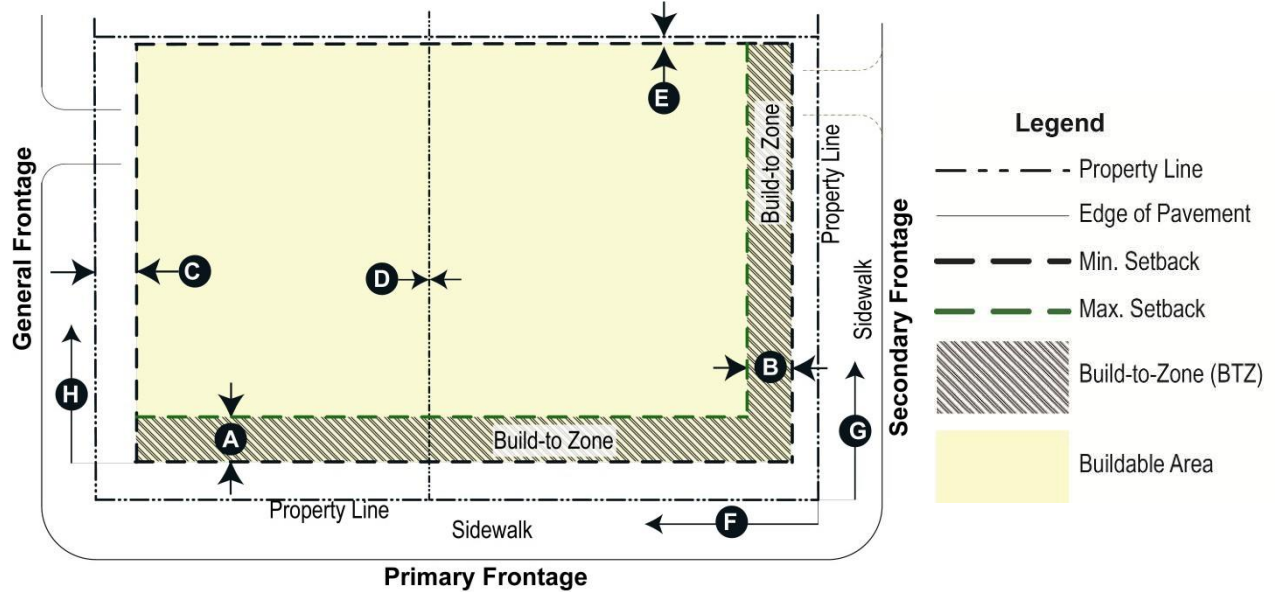 E
Build-to Zone
Property Line
General Frontage
C
D
H
B
Sidewalk
Secondary Frontage
A
Build-to Zone
G
Property Line
Sidewalk
F
Primary Frontage
Legend
Property Line
Edge of Pavement
Min. Setback
Max. Setback
Build-to-Zone (BTZ)
Buildable Area